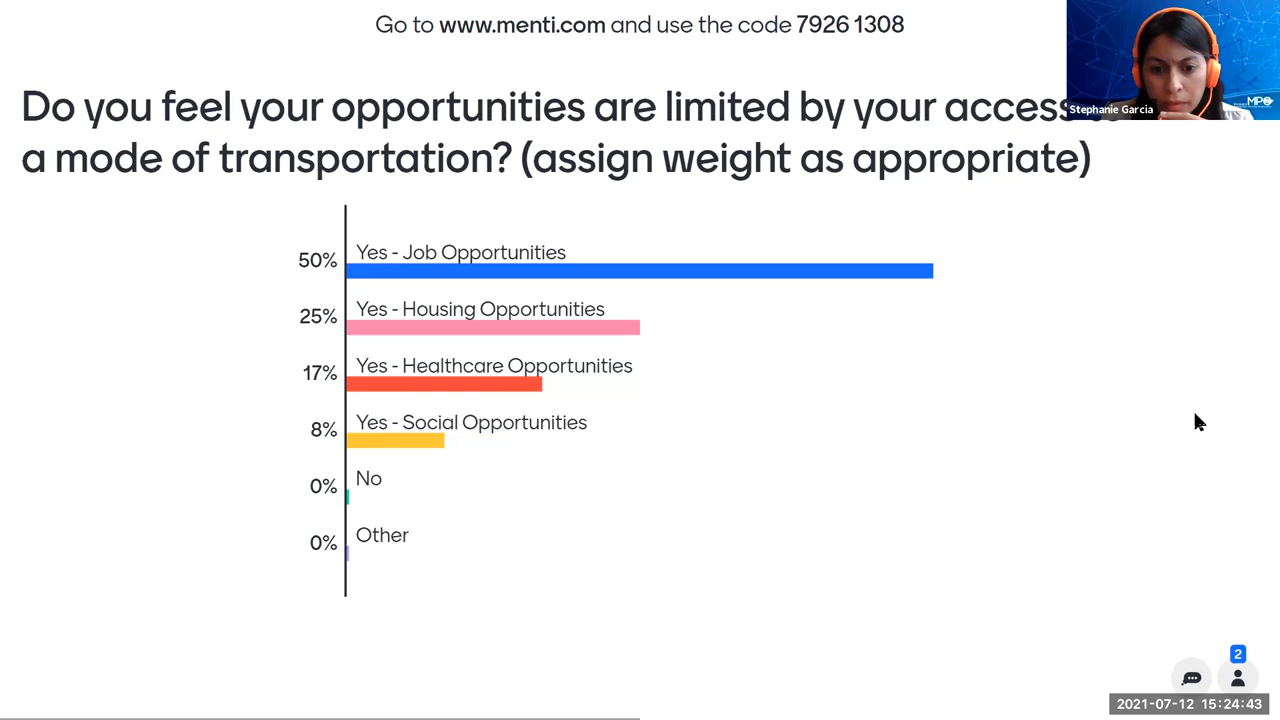 Go to www.menti.com and use the code 7926 1308
Do you feel your opportunities are limited by your access
a mode of transportation? (assign weight as appropriate)
Stephanie Garcia
MPO
50% Yes - Job Opportunities
25% Yes - Housing Opportunities
17% Yes - Healthcare Opportunities
8% Yes - Social Opportunities
0% No
0% Other
2
2021-07-12 15:24:43